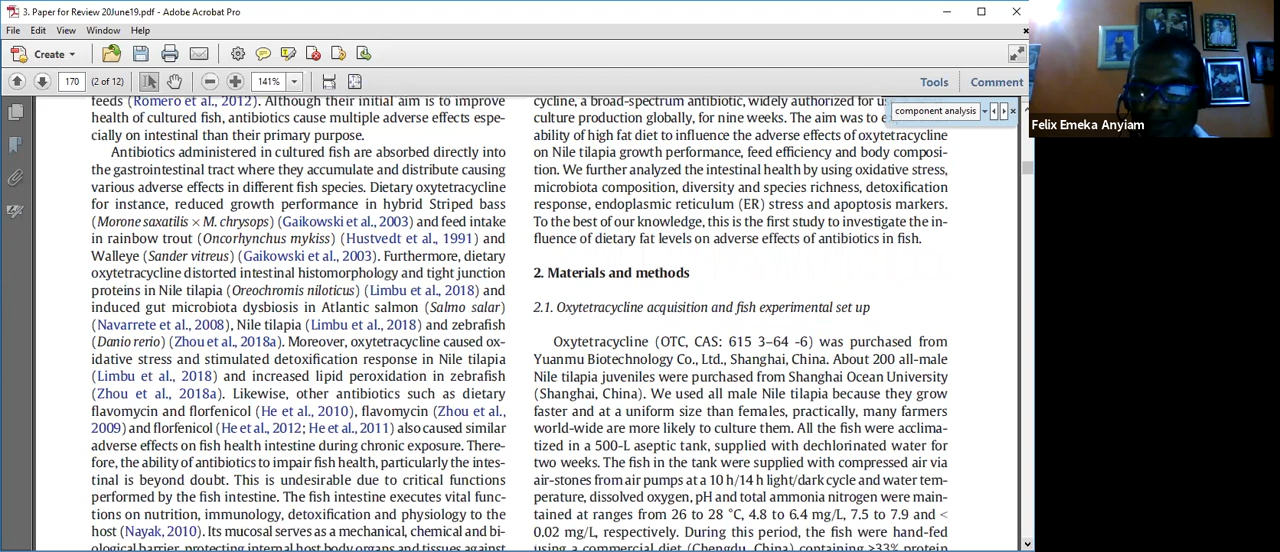 3. Paper for Review 20June19.pdf - Adobe Acrobat Pro
File Edit View Window Help
Create
170 (2 of 12) 141% Tools Comment
component analysis
Felix Emeka Anyiam
feeds (Romero et al., 2012). Although their initial aim is to improve
health of cultured fish, antibiotics cause multiple adverse effects espe-
cially on intestinal than their primary purpose.
Antibiotics administered in cultured fish are absorbed directly into
the gastrointestinal tract where they accumulate and distribute causing
various adverse effects in different fish species. Dietary oxytetracycline
for instance, reduced growth performance in hybrid Striped bass
(Morone saxatilis × M. chrysops) (Gaikowski et al., 2003) and feed intake
in rainbow trout (Oncorhynchus mykiss) (Hustvedt et al., 1991) and
Walleye (Sander vitreus) (Gaikowski et al., 2003). Furthermore, dietary
oxytetracycline distorted intestinal histomorphology and tight junction
proteins in Nile tilapia (Oreochromis niloticus) (Limbu et al., 2018) and
induced gut microbiota dysbiosis in Atlantic salmon (Salmo salar)
(Navarrete et al., 2008), Nile tilapia (Limbu et al., 2018) and zebrafish
(Danio rerio) (Zhou et al., 2018a). Moreover, oxytetracycline caused ox-
idative stress and stimulated detoxification response in Nile tilapia
(Limbu et al., 2018) and increased lipid peroxidation in zebrafish
(Zhou et al., 2018a). Likewise, other antibiotics such as dietary
flavomycin and florfenicol (He et al., 2010), flavomycin (Zhou et al.,
2009) and florfenicol (He et al., 2012; He et al., 2011) also caused similar
adverse effects on fish health intestine during chronic exposure. There-
fore, the ability of antibiotics to impair fish health, particularly the intes-
tinal is beyond doubt. This is undesirable due to critical functions
performed by the fish intestine. The fish intestine executes vital func-
tions on nutrition, immunology, detoxification and physiology to the
host (Nayak, 2010). Its mucosal serves as a mechanical, chemical and bi-
ological barrier, protecting internal host body organs and tissues against
cycline, a broad-spectrum antibiotic, widely authorized for us
culture production globally, for nine weeks. The aim was to e
ability of high fat diet to influence the adverse effects of oxytetracycline
on Nile tilapia growth performance, feed efficiency and body composi-
tion. We further analyzed the intestinal health by using oxidative stress,
microbiota composition, diversity and species richness, detoxification
response, endoplasmic reticulum (ER) stress and apoptosis markers.
To the best of our knowledge, this is the first study to investigate the in-
fluence of dietary fat levels on adverse effects of antibiotics in fish.
2. Materials and methods
2.1. Oxytetracycline acquisition and fish experimental set up
Oxytetracycline (OTC, CAS: 615 3–64 -6) was purchased from
Yuanmu Biotechnology Co., Ltd., Shanghai, China. About 200 all-male
Nile tilapia juveniles were purchased from Shanghai Ocean University
(Shanghai, China). We used all male Nile tilapia because they grow
faster and at a uniform size than females, practically, many farmers
world-wide are more likely to culture them. All the fish were acclima-
tized in a 500-L aseptic tank, supplied with dechlorinated water for
two weeks. The fish in the tank were supplied with compressed air via
air-stones from air pumps at a 10 h/14 h light/dark cycle and water tem-
perature, dissolved oxygen, pH and total ammonia nitrogen were main-
tained at ranges from 26 to 28 °C, 4.8 to 6.4 mg/L, 7.5 to 7.9 and <
0.02 mg/L, respectively. During this period, the fish were hand-fed
using a commercial diet (Chengdu, China) containing >33% protein